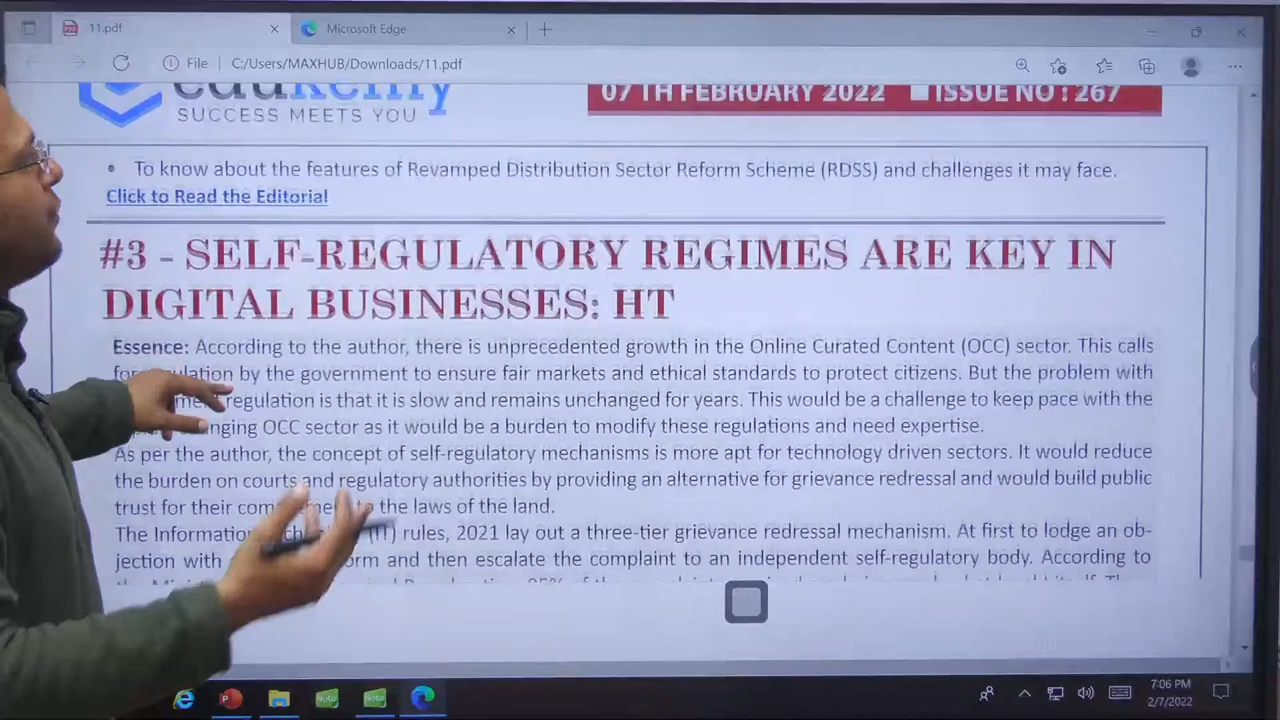 11.pdf
Microsoft Edge
File C:/Users/MAXHUB/Downloads/11.pdf
SUCCESS MEETS YOU
07 TH FEBRUARY 2022 ISSUE NO : 267
• To know about the features of Revamped Distribution Sector Reform Scheme (RDSS) and challenges it may face.
Click to Read the Editorial!
#3 - SELF-REGULATORY REGIMES ARE KEY IN
DIGITAL BUSINESSES: HT
Essence: According to the author, there is unprecedented growth in the Online Curated Content (OCC) sector. This calls
by the government to ensure fair markets and ethical standards to protect citizens. But the problem with
regulation is that it is slow and remains unchanged for years. This would be a challenge to keep pace with the
OCC sector as it would be a burden to modify these regulations and need expertise.
As per the author, the concept of self-regulatory mechanisms is more apt for technology driven sectors. It would reduce
the burden on courts and regulatory authorities by providing an alternative for grievance redressal and would build public
trust for their to the laws of the land.
The Information (IT) rules, 2021 lay out a three-tier grievance redressal mechanism. At first to lodge an ob-
jection with and then escalate the complaint to an independent self-regulatory body. According to
7:06 PM
2/7/2022